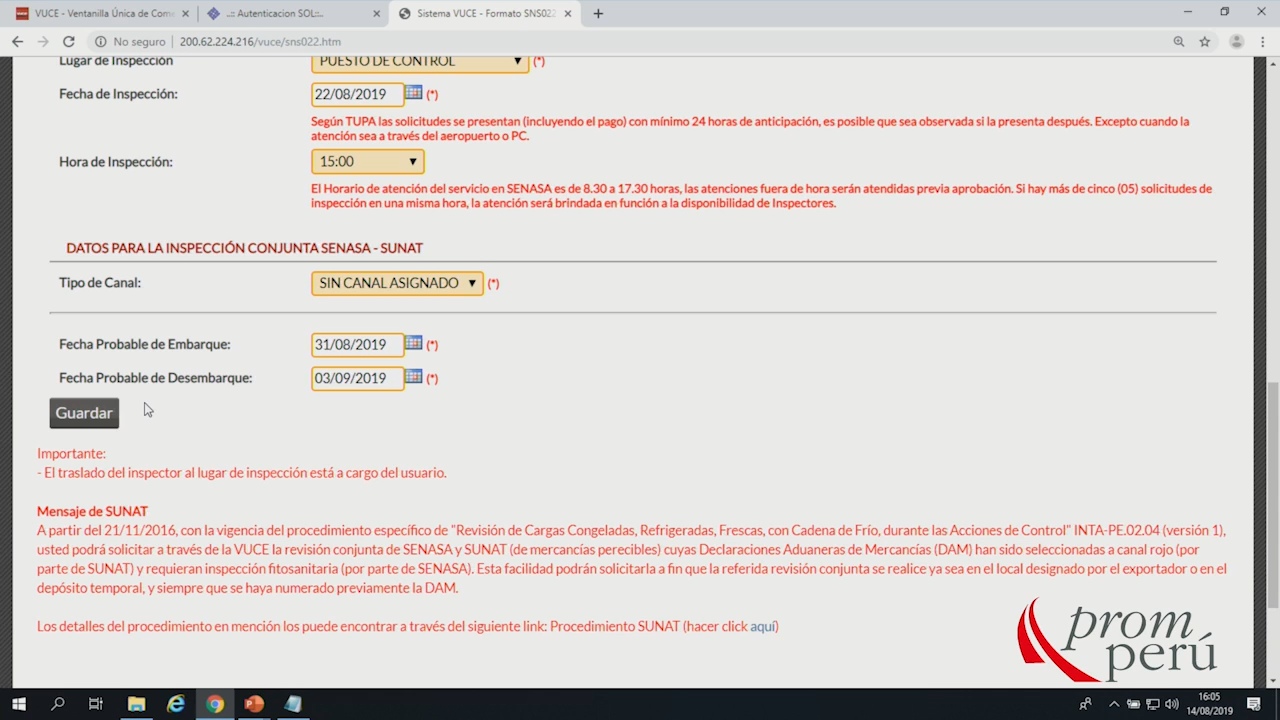 VUCE - Ventanilla Única de Come
..:: Autenticacion SOL::..
Sistema VUCE - Formato SNS022
No seguro
200.62.224.216/vuce/sns022.htm
Lugar de Inspección
PUESTO DE CONTROL
(*)
Fecha de Inspección:
22/08/2019
(*)
Según TUPA las solicitudes se presentan (incluyendo el pago) con mínimo 24 horas de anticipación, es posible que sea observada si la presenta después. Excepto cuando la
atención sea a través del aeropuerto o PC.
Hora de Inspección:
15:00
El Horario de atención del servicio en SENASA es de 8.30 a 17.30 horas, las atenciones fuera de hora serán atendidas previa aprobación. Si hay más de cinco (05) solicitudes de
inspección en una misma hora, la atención será brindada en función a la disponibilidad de Inspectores.
DATOS PARA LA INSPECCIÓN CONJUNTA SENASA - SUNAT
Tipo de Canal:
SIN CANAL ASIGNADO
(*)
Fecha Probable de Embarque:
31/08/2019
(*)
Fecha Probable de Desembarque:
03/09/2019
(*)
Guardar
Importante:
- El traslado del inspector al lugar de inspección está a cargo del usuario.
Mensaje de SUNAT
A partir del 21/11/2016, con la vigencia del procedimiento específico de "Revisión de Cargas Congeladas, Refrigeradas, Frescas, con Cadena de Frío, durante las Acciones de Control" INTA-PE.02.04 (versión 1),
usted podrá solicitar a través de la VUCE la revisión conjunta de SENASA y SUNAT (de mercancías perecibles) cuyas Declaraciones Aduaneras de Mercancías (DAM) han sido seleccionadas a canal rojo (por
parte de SUNAT) y requieran inspección fitosanitaria (por parte de SENASA). Esta facilidad podrán solicitarla a fin que la referida revisión conjunta se realice ya sea en el local designado por el exportador o en el
depósito temporal, y siempre que se haya numerado previamente la DAM.
Los detalles del procedimiento en mención los puede encontrar a través del siguiente link: Procedimiento SUNAT (hacer click aquí)
prom
perú
16:05
14/08/2019